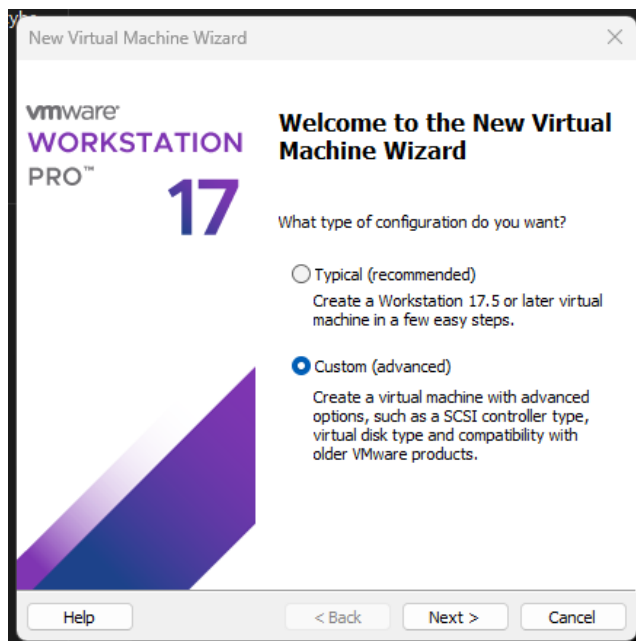 New Virtual Machine Wizard
vmware®
WORKSTATION
PRO™
17
Welcome to the New Virtual
Machine Wizard
What type of configuration do you want?
Typical (recommended)
Create a Workstation 17.5 or later virtual
machine in a few easy steps.
Custom (advanced)
Create a virtual machine with advanced
options, such as a SCSI controller type,
virtual disk type and compatibility with
older VMware products.
Help
< Back
Next >
Cancel